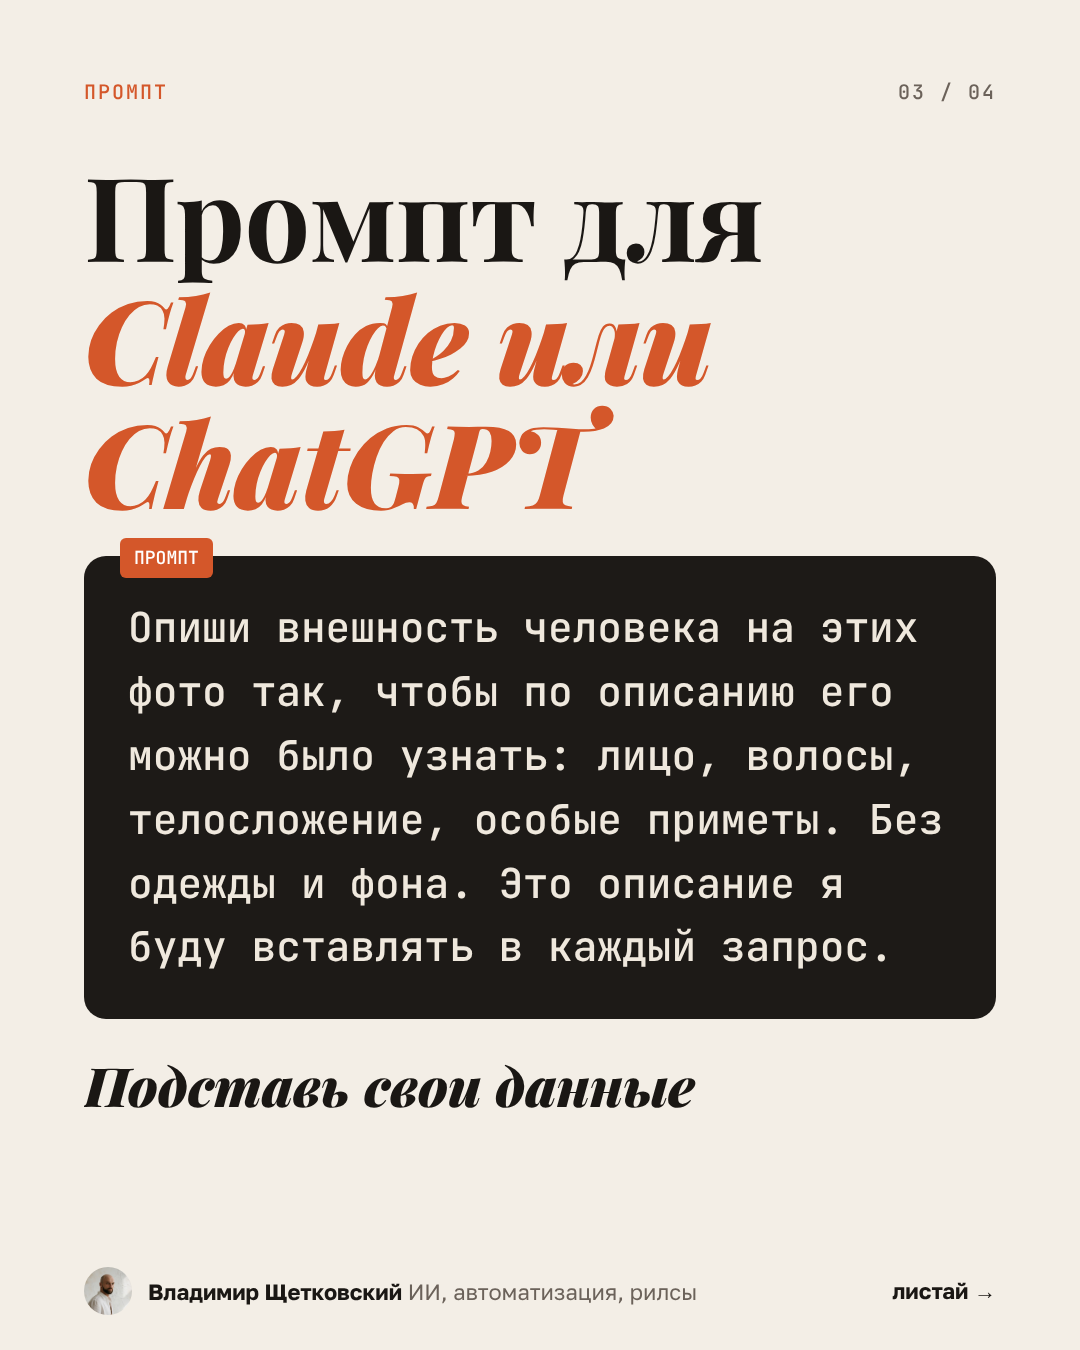 ПРОМПТ
03 / 04
Промпт для
Claude или
ChatGPT
ПРОМПТ
Опиши внешность человека на этих
фото так, чтобы по описанию его
можно было узнать: лицо, волосы,
телосложение, особые приметы. Без
одежды и фона. Это описание я
буду вставлять в каждый запрос.
Подставь свои данные
Владимир Щетковский ИИ, автоматизация, рилсы
листай →